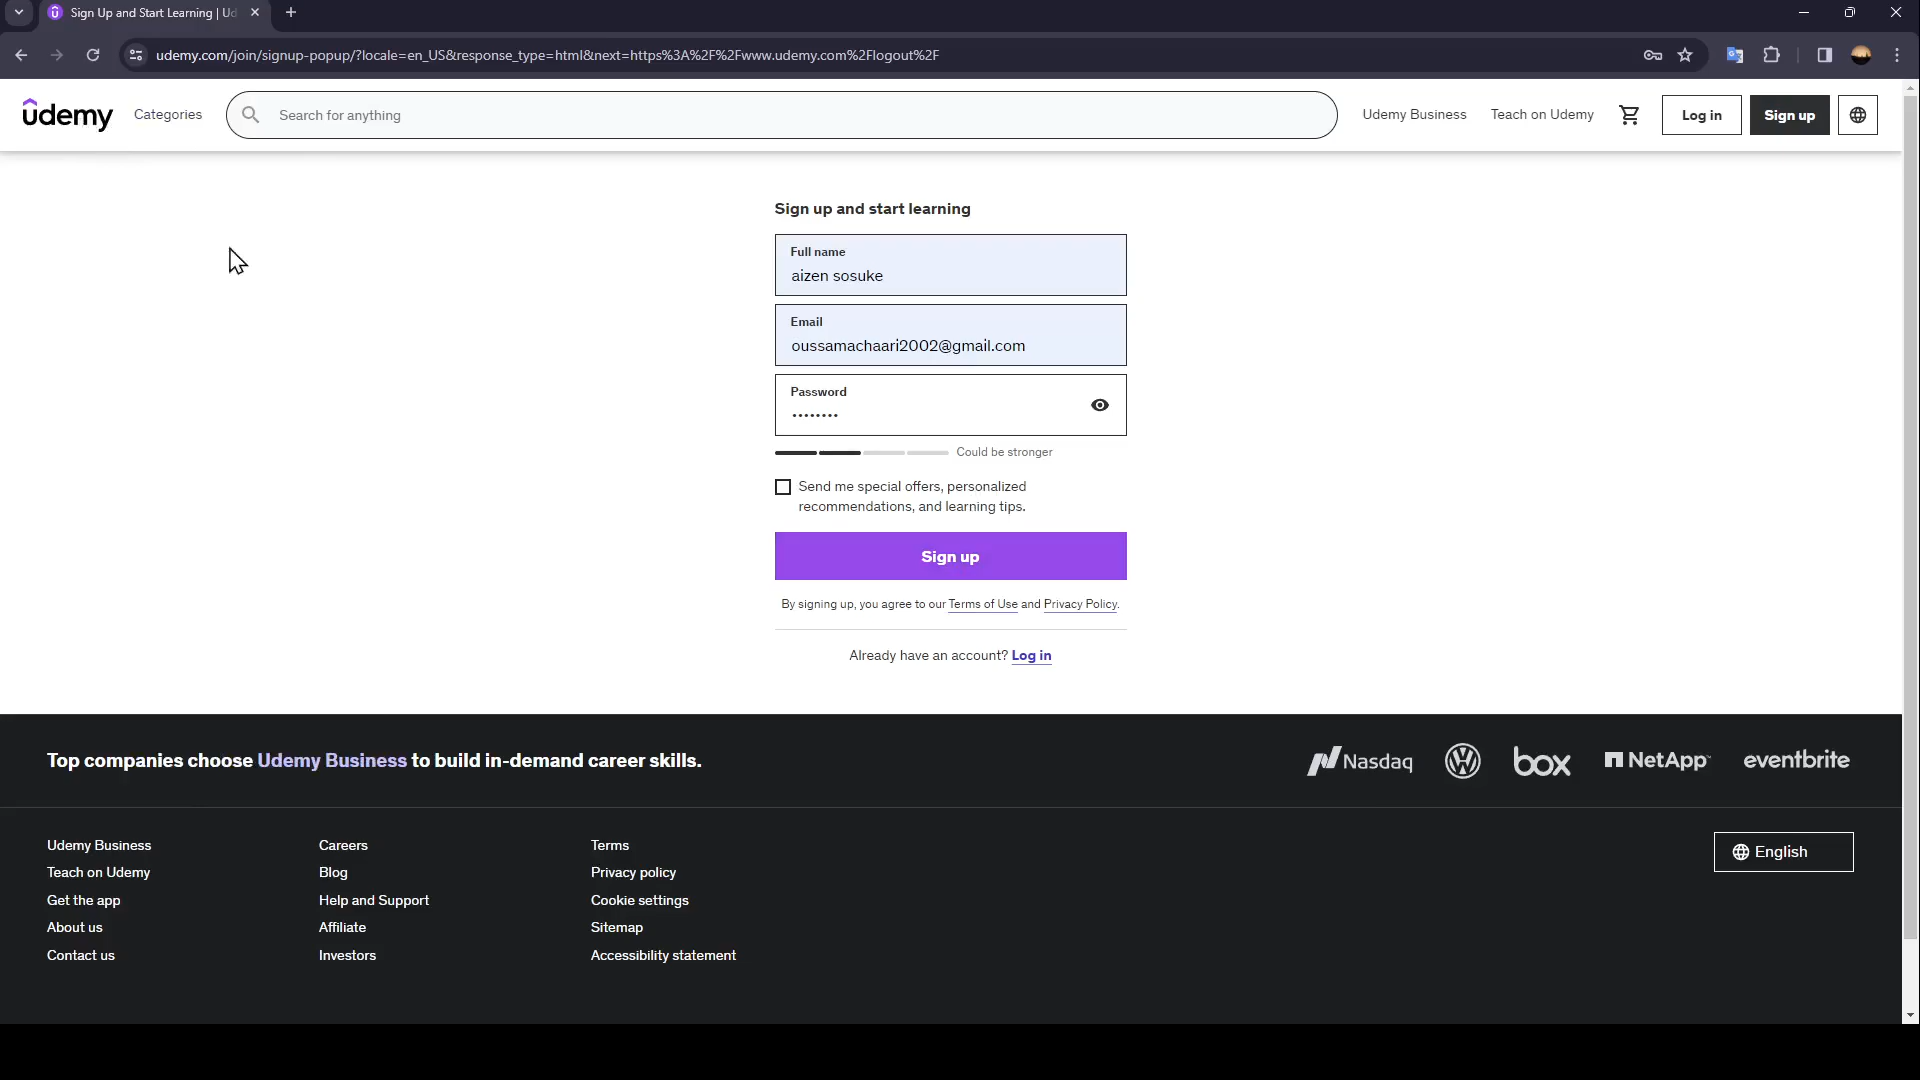 Sign Up and Start Learning | Ud
udemy.com/join/signup-popup/?locale=en_US&response_type=html&next=https%3A%2F%2Fwww.udemy.com%2Flogout%2F
udemy
Categories
Search for anything
Udemy Business
Teach on Udemy
Log in
Sign up
Sign up and start learning
Full name
aizen sosuke
Email
oussamachaari2002@gmail.com
Password
••••••••
Could be stronger
Send me special offers, personalized
recommendations, and learning tips.
Sign up
By signing up, you agree to our Terms of Use and Privacy Policy.
Already have an account? Log in
Top companies choose Udemy Business to build in-demand career skills.
Nasdaq
box
NetApp
eventbrite
Udemy Business
Teach on Udemy
Get the app
About us
Contact us
Careers
Blog
Help and Support
Affiliate
Investors
Terms
Privacy policy
Cookie settings
Sitemap
Accessibility statement
English